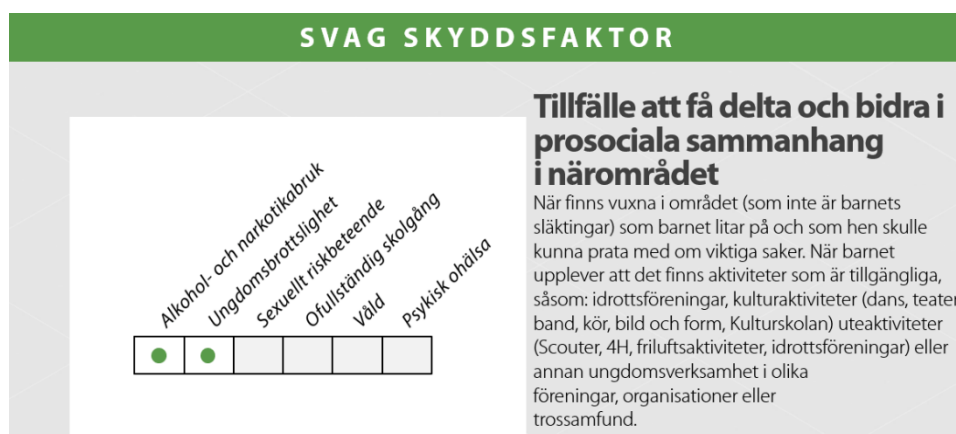 SVAG SKYDDSFAKTOR
Tillfälle att få delta och bidra i
prosociala sammanhang
i närområdet
När finns vuxna i området (som inte är barnets
släktingar) som barnet litar på och som hen skulle
kunna prata med om viktiga saker. När barnet
upplever att det finns aktiviteter som är tillgängliga,
såsom: idrottsföreningar, kulturaktiviteter (dans, teater
band, kör, bild och form, Kulturskolan) uteaktiviteter
(Scouter, 4H, friluftsaktiviteter, idrottsföreningar) eller
annan ungdomsverksamhet i olika
föreningar, organisationer eller
trossamfund.
Alkohol- och narkotikabruk
Ungdomsbrottslighet
Sexuellt riskbeteende
Ofullständig skolgång
Våld
Psykisk ohälsa